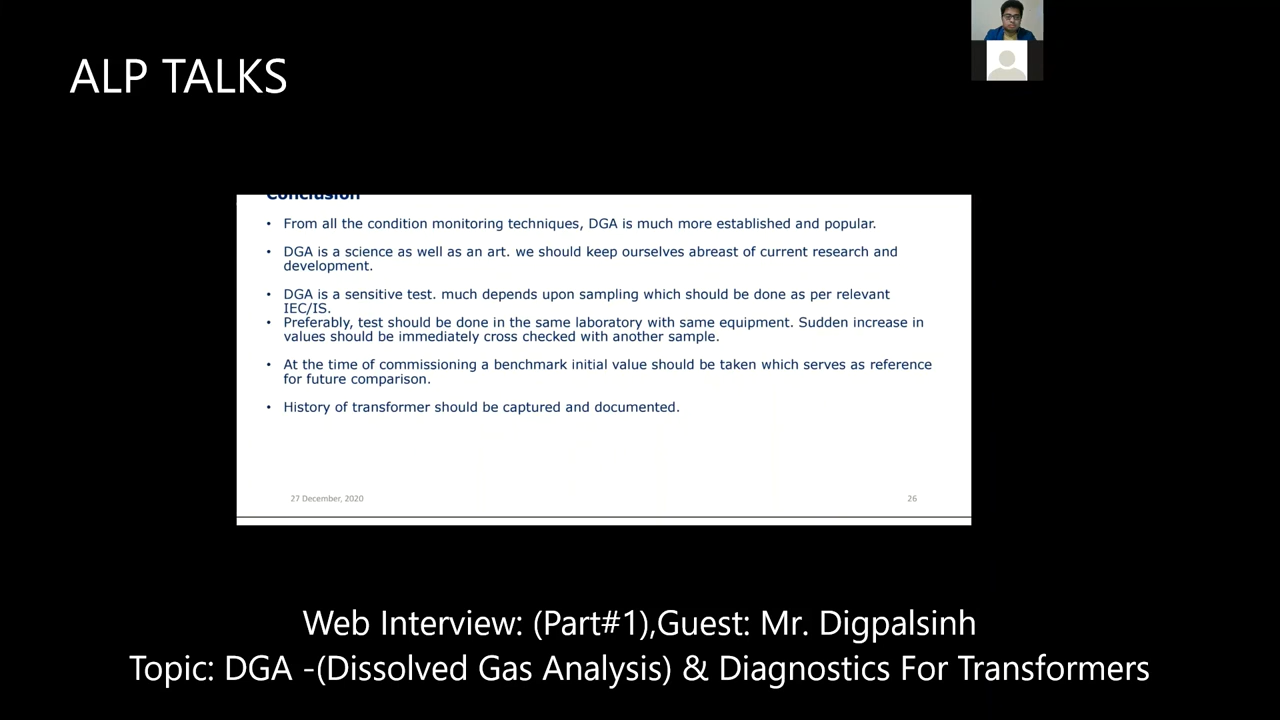 ALP TALKS
Conclusion
• From all the condition monitoring techniques, DGA is much more established and popular.
• DGA is a science as well as an art. we should keep ourselves abreast of current research and
development.
• DGA is a sensitive test. much depends upon sampling which should be done as per relevant
IEC/IS.
• Preferably, test should be done in the same laboratory with same equipment. Sudden increase in
values should be immediately cross checked with another sample.
• At the time of commissioning a benchmark initial value should be taken which serves as reference
for future comparison.
• History of transformer should be captured and documented.
27 December, 2020 26
Web Interview: (Part#1),Guest: Mr. Digpalsinh
Topic: DGA -(Dissolved Gas Analysis) & Diagnostics For Transformers